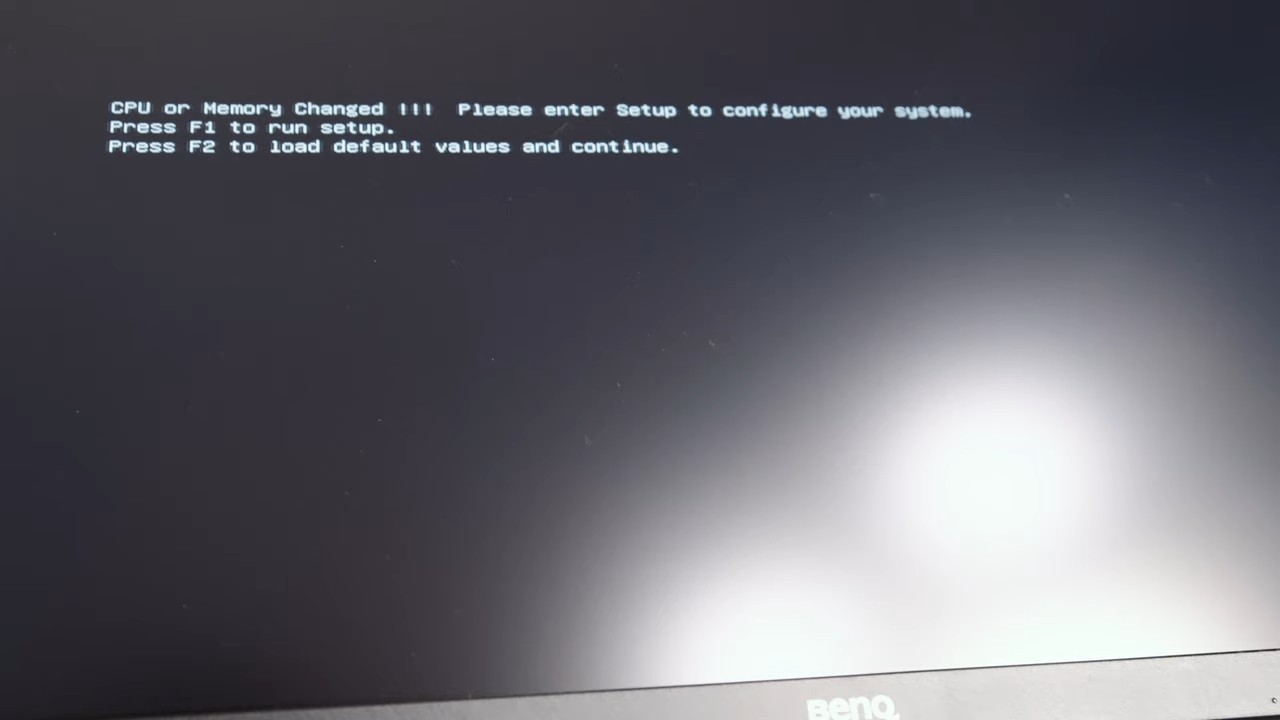 CPU or Memory Changed !!!  Please enter Setup to configure your system.
Press F1 to run setup.
Press F2 to load default values and continue.
BenQ